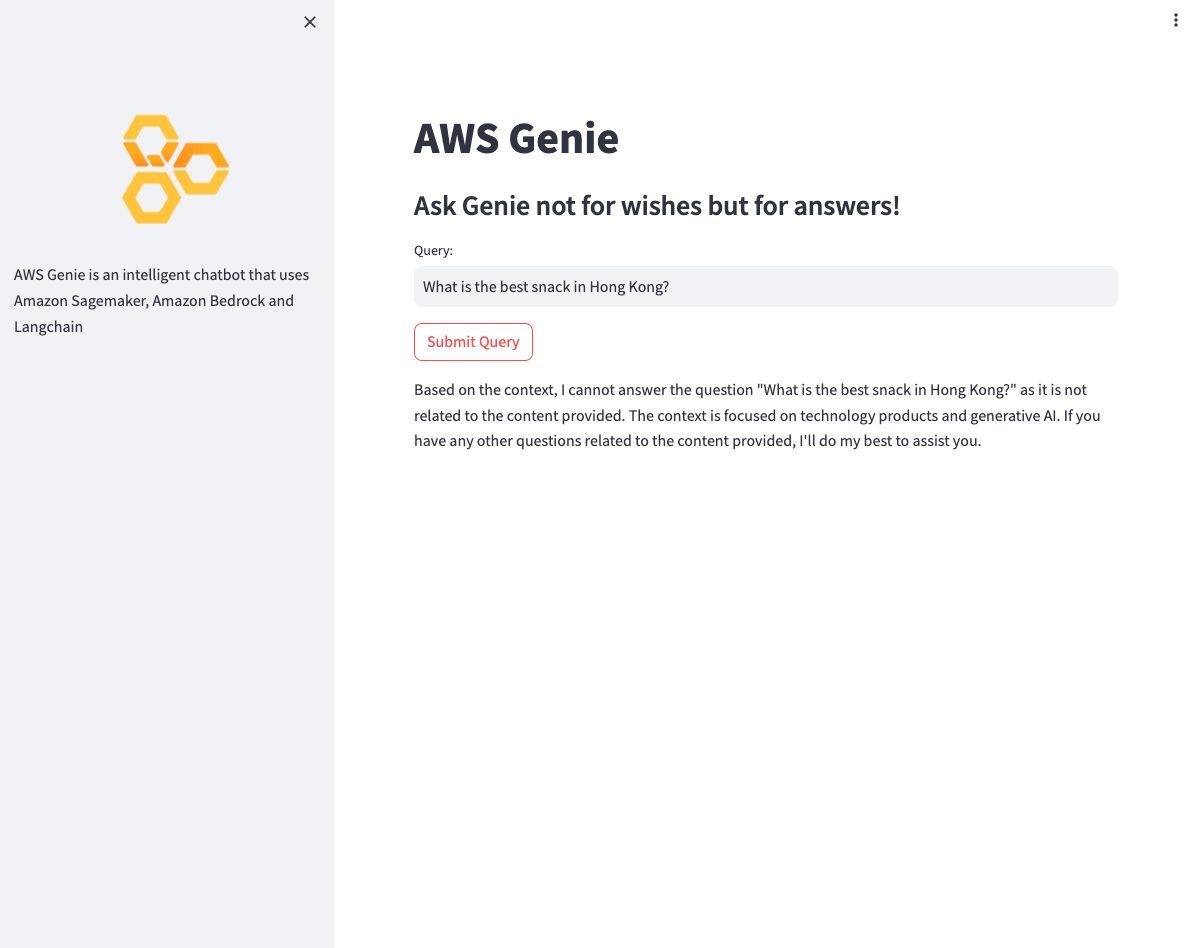 AWS Genie is an intelligent chatbot that uses
Amazon Sagemaker, Amazon Bedrock and
Langchain
AWS Genie
Ask Genie not for wishes but for answers!
Query:
What is the best snack in Hong Kong?
Submit Query
Based on the context, I cannot answer the question "What is the best snack in Hong Kong?" as it is not
related to the content provided. The context is focused on technology products and generative AI. If you
have any other questions related to the content provided, I'll do my best to assist you.